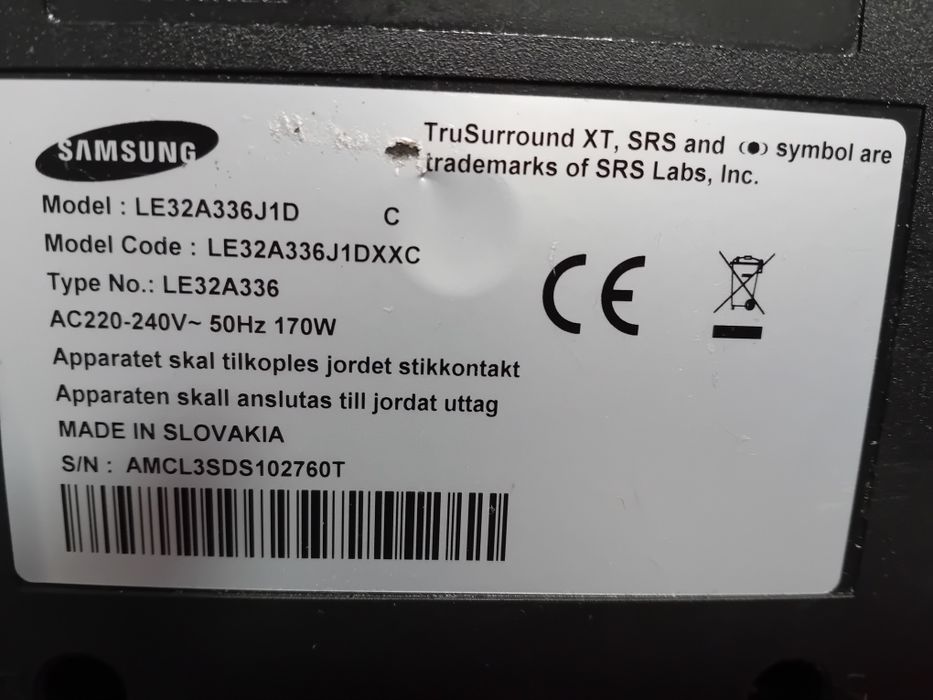 SAMSUNG
TruSurround XT, SRS and (●) symbol are
trademarks of SRS Labs, Inc.
Model : LE32A336J1D C
Model Code : LE32A336J1DXXC
Type No.: LE32A336
AC220-240V~ 50Hz 170W
Apparatet skal tilkoples jordet stikkontakt
Apparaten skall anslutas till jordat uttag
MADE IN SLOVAKIA
S/N : AMCL3SDS102760T
CE